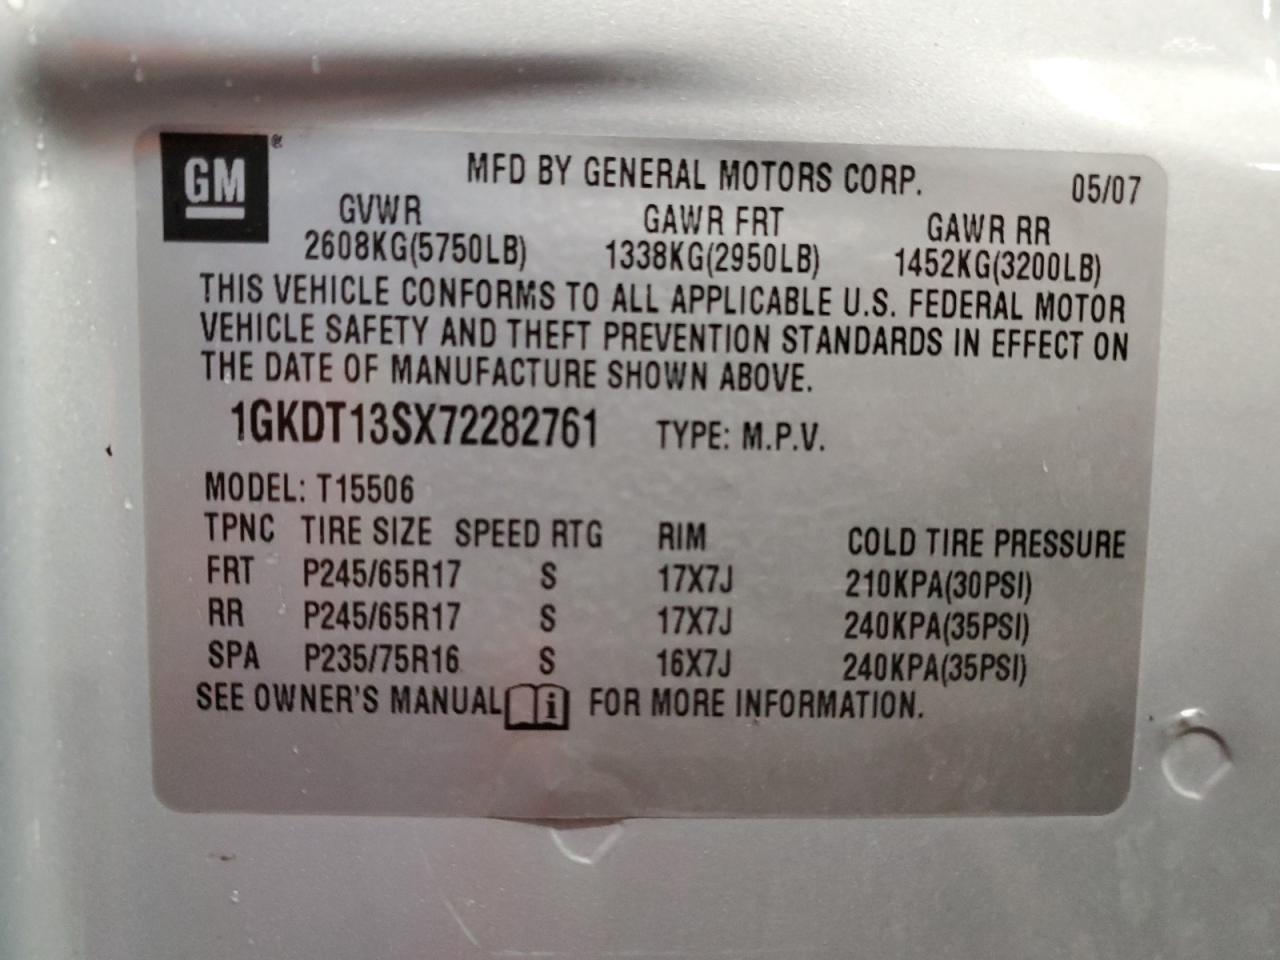 GM®
MFD BY GENERAL MOTORS CORP. 05/07
GVWR GAWR FRT GAWR RR
2608KG(5750LB) 1338KG(2950LB) 1452KG(3200LB)
THIS VEHICLE CONFORMS TO ALL APPLICABLE U.S. FEDERAL MOTOR
VEHICLE SAFETY AND THEFT PREVENTION STANDARDS IN EFFECT ON
THE DATE OF MANUFACTURE SHOWN ABOVE.
1GKDT13SX72282761 TYPE: M.P.V.
MODEL: T15506
TPNC TIRE SIZE SPEED RTG RIM COLD TIRE PRESSURE
FRT P245/65R17 S 17X7J 210KPA(30PSI)
RR P245/65R17 S 17X7J 240KPA(35PSI)
SPA P235/75R16 S 16X7J 240KPA(35PSI)
SEE OWNER'S MANUAL i FOR MORE INFORMATION.